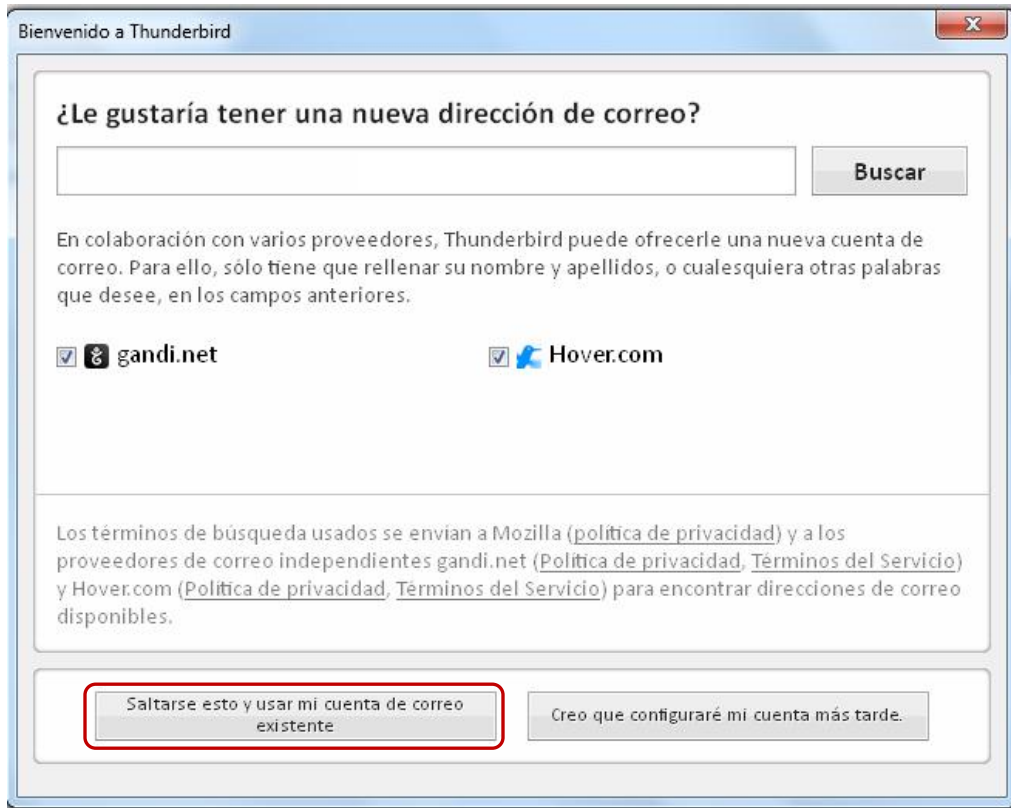 Bienvenido a Thunderbird
¿Le gustaría tener una nueva dirección de correo?
Buscar
En colaboración con varios proveedores, Thunderbird puede ofrecerle una nueva cuenta de
correo. Para ello, sólo tiene que rellenar su nombre y apellidos, o cualesquiera otras palabras
que desee, en los campos anteriores.
gandi.net
Hover.com
Los términos de búsqueda usados se envían a Mozilla (política de privacidad) y a los
proveedores de correo independientes gandi.net (Política de privacidad, Términos del Servicio)
y Hover.com (Política de privacidad, Términos del Servicio) para encontrar direcciones de correo
disponibles.
Saltarse esto y usar mi cuenta de correo
existente
Creo que configuraré mi cuenta más tarde.